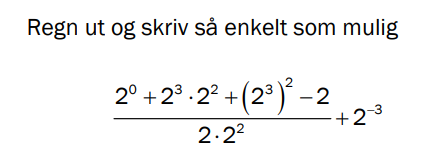 Regn ut og skriv så enkelt som mulig
2⁰ + 2³ · 2² + (2³)² − 2
2 · 2²
+ 2⁻³